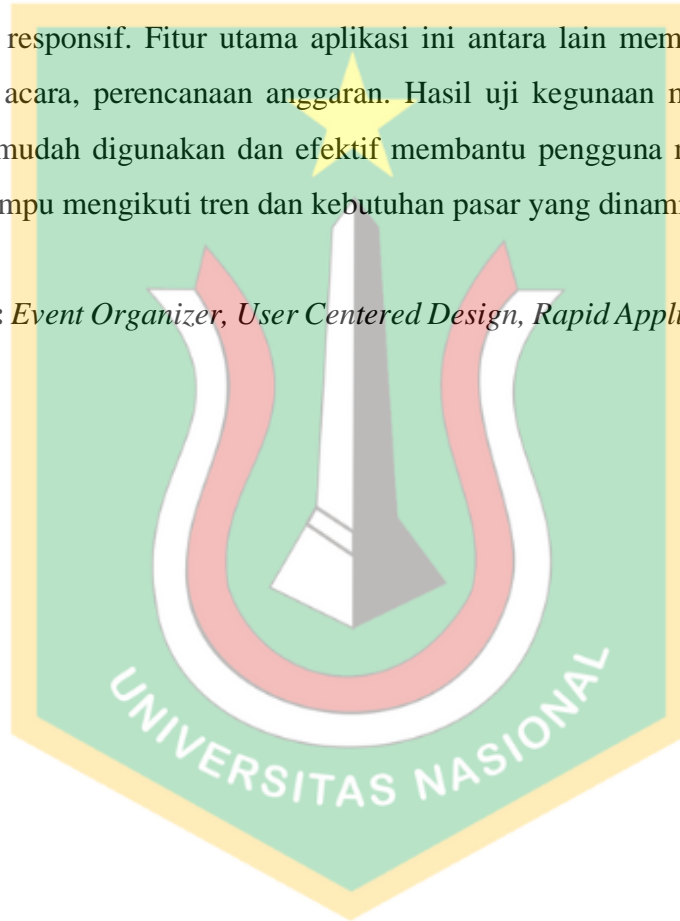 responsif. Fitur utama aplikasi ini antara lain mem
acara, perencanaan anggaran. Hasil uji kegunaan
mudah digunakan dan efektif membantu pengguna
mpu mengikuti tren dan kebutuhan pasar yang dinami
: Event Organizer, User Centered Design, Rapid Appli
UNIVERSITAS NASIONAL